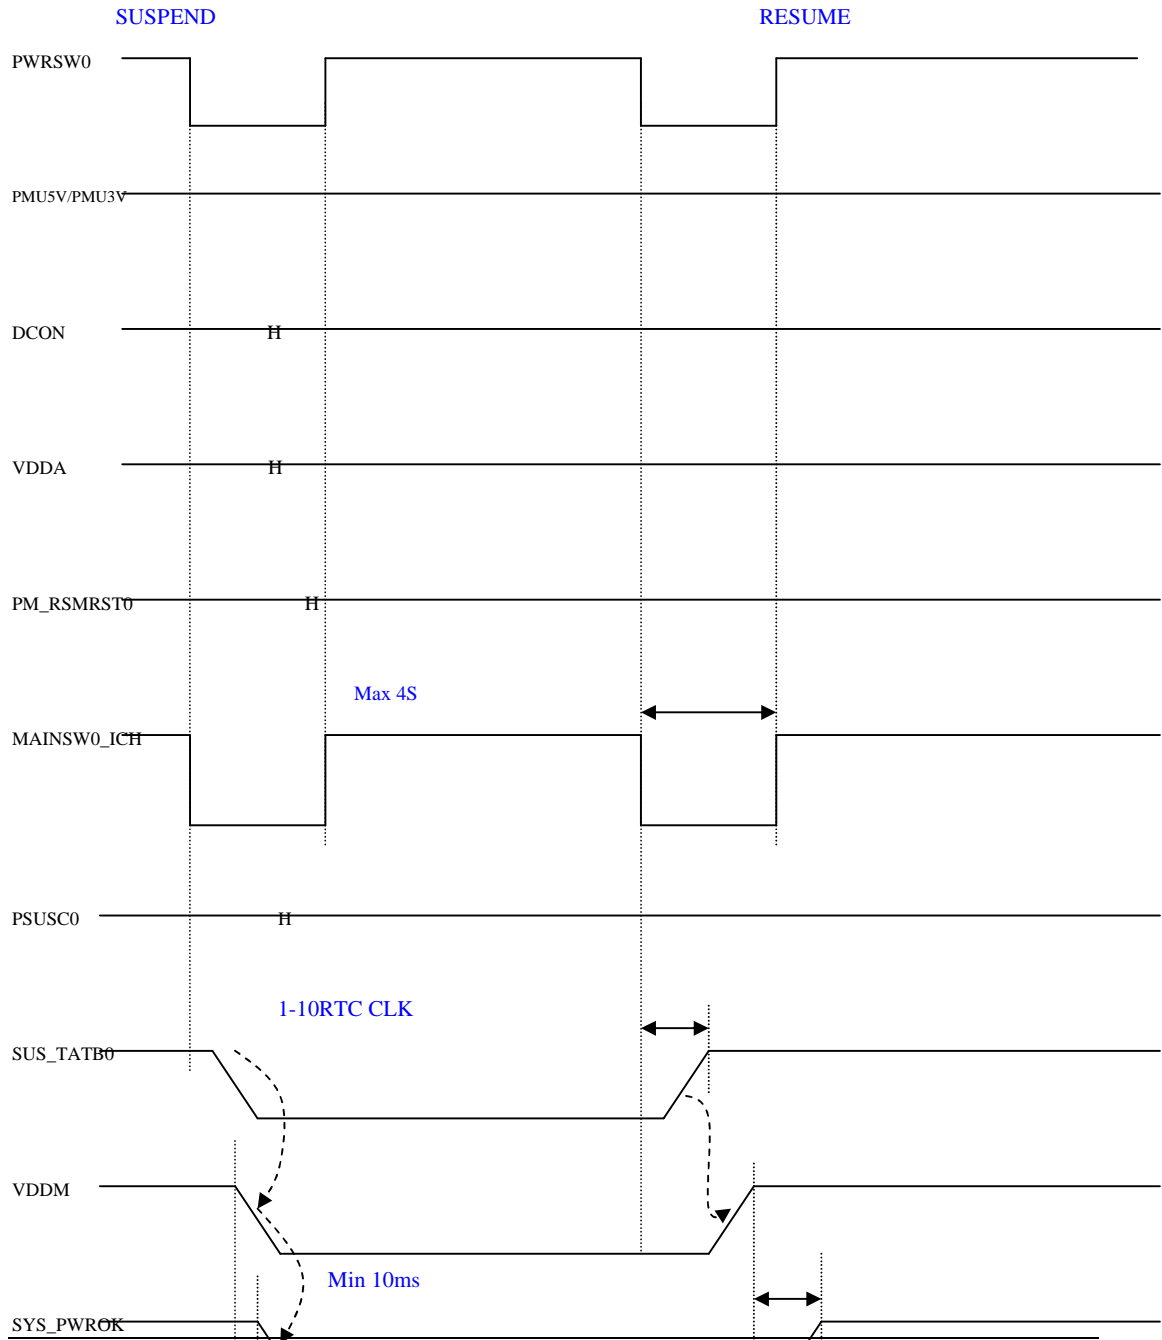 SUSPEND RESUME
PWRSW0
PMU5V/PMU3V
DCON H
VDDA H
PM_RSMRST0 H
Max 4S
MAINSW0_ICH
PSUSC0 H
1-10RTC CLK
SUS_TATB0
VDDM
Min 10ms
SYS_PWROK